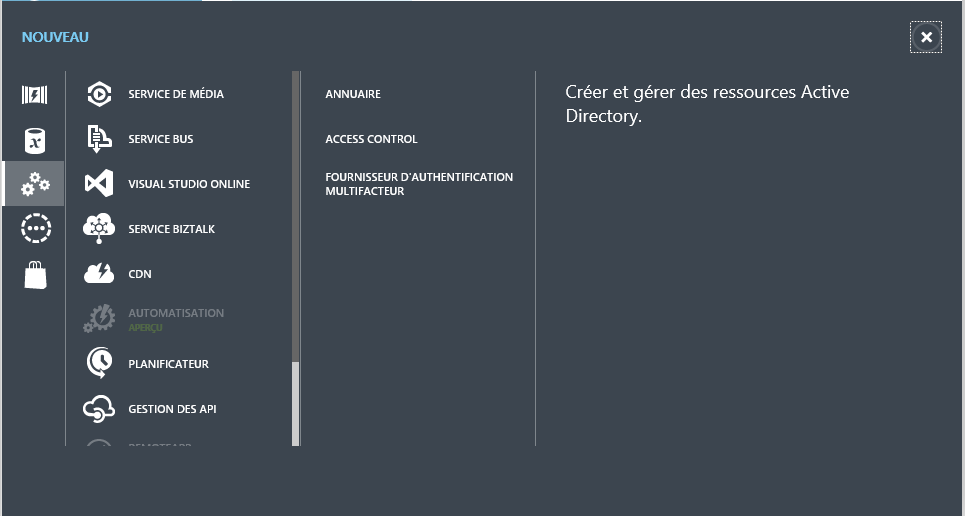 NOUVEAU
SERVICE DE MÉDIA
SERVICE BUS
VISUAL STUDIO ONLINE
SERVICE BIZTALK
CDN
AUTOMATISATION
APERÇU
PLANIFICATEUR
GESTION DES API
ANNUAIRE
ACCESS CONTROL
FOURNISSEUR D'AUTHENTIFICATION
MULTIFACTEUR
Créer et gérer des ressources Active
Directory.